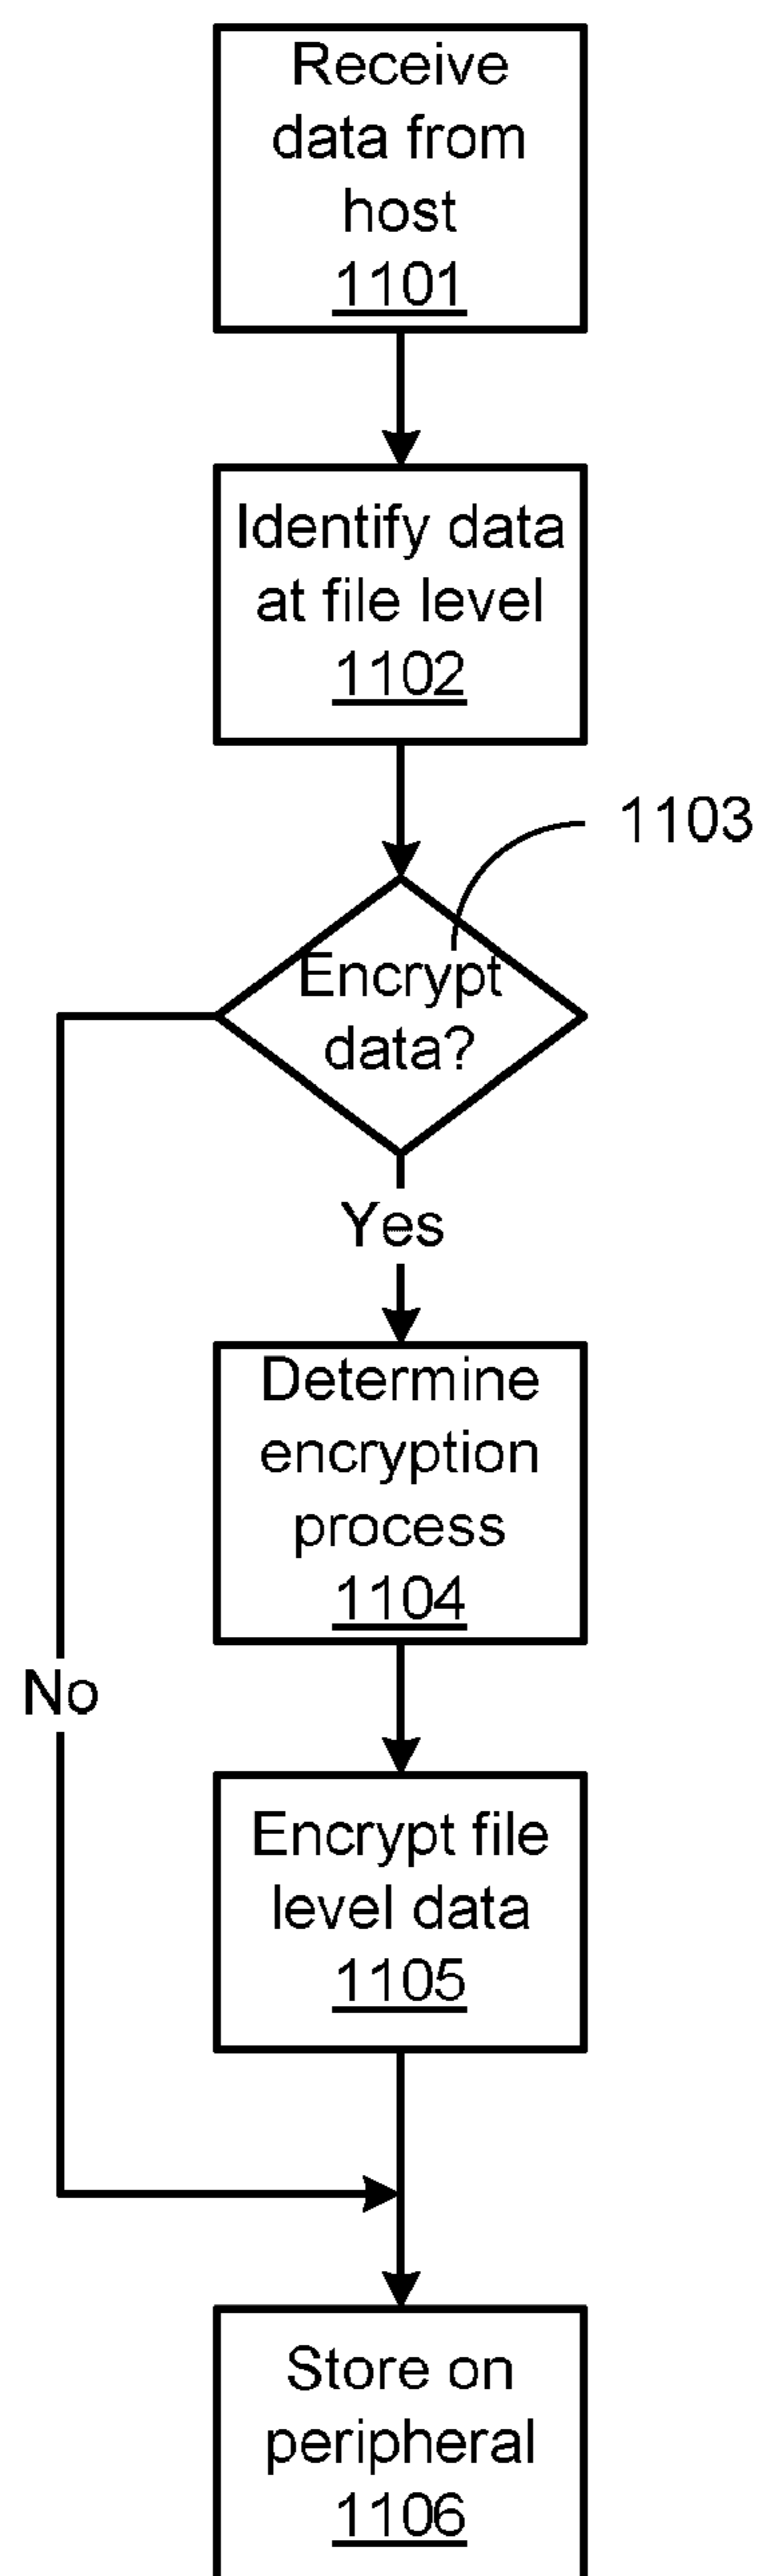 Receive
data from
host
1101
Identify data
at file level
1102
1103
Encrypt
data?
Yes
Determine
encryption
process
1104
No
Encrypt file
level data
1105
Store on
peripheral
1106